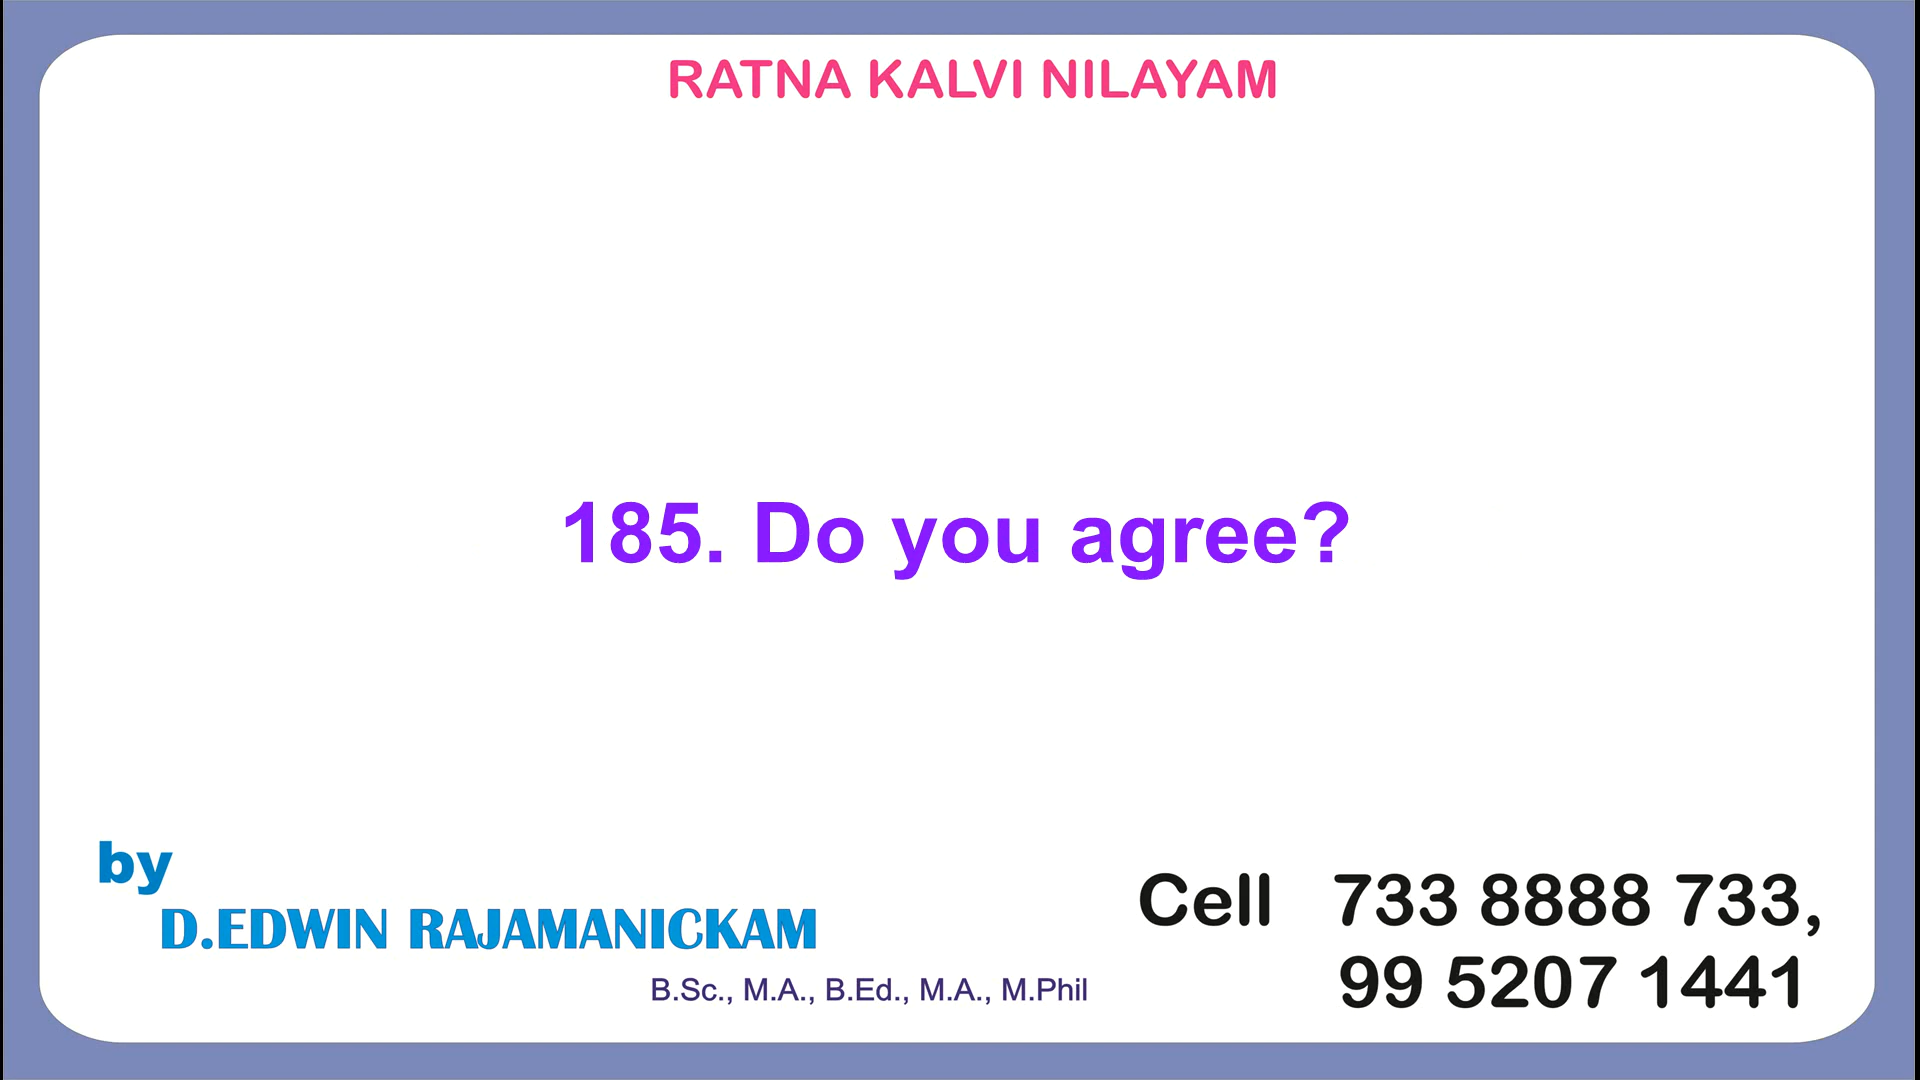 RATNA KALVI NILAYAM
185. Do you agree?
by
D.EDWIN RAJAMANICKAM
B.Sc., M.A., B.Ed., M.A., M.Phil
Cell 733 8888 733,
99 5207 1441